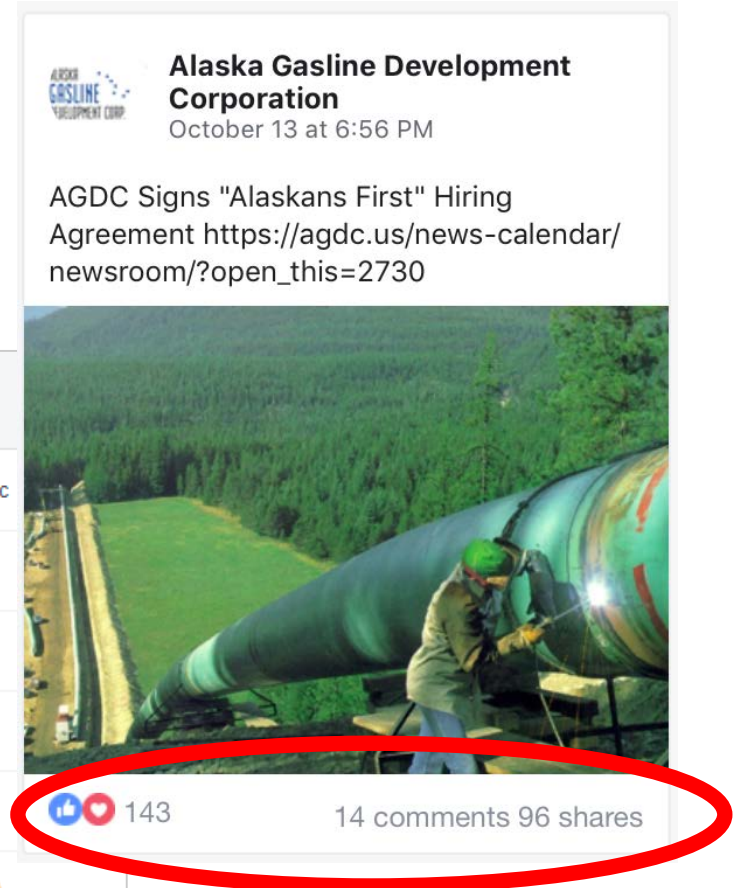 ALASKA
GASLINE
DEVELOPMENT CORP.
Alaska Gasline Development
Corporation
October 13 at 6:56 PM
AGDC Signs "Alaskans First" Hiring
Agreement https://agdc.us/news-calendar/
newsroom/?open_this=2730
c
143
14 comments 96 shares